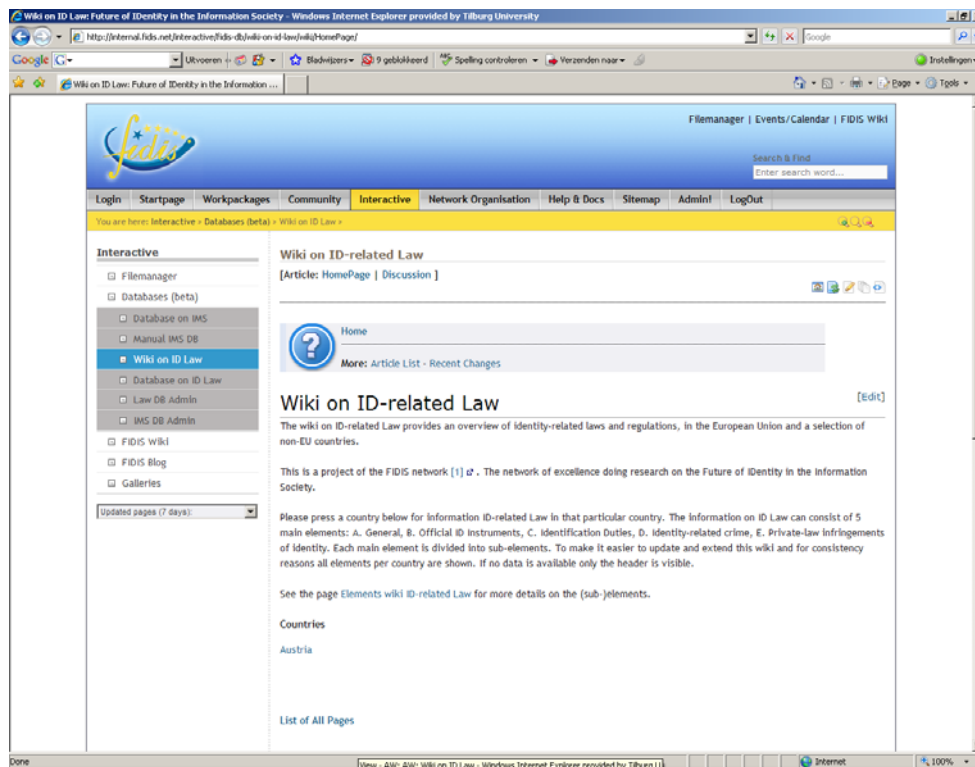 Wiki on ID Law: Future of IDentity in the Information Society - Windows Internet Explorer provided by Tilburg University
http://internal.fidis.net/interactive/fidis-db/wiki-on-id-law/wiki/HomePage/
Google
Google
Uitvoeren
Bladwijzers
9 geblokkeerd
Spelling controleren
Verzenden naar
Instellingen
Wiki on ID Law: Future of IDentity in the Information ...
Page
Tools
fidis
Filemanager | Events/Calendar | FIDIS Wiki
Search & Find
Enter search word...
Login Startpage Workpackages Community Interactive Network Organisation Help & Docs Sitemap Admin! LogOut
You are here: Interactive » Databases (beta) » Wiki on ID Law »
Interactive
Filemanager
Databases (beta)
Database on IMS
Manual IMS DB
Wiki on ID Law
Database on ID Law
Law DB Admin
IMS DB Admin
FIDIS Wiki
FIDIS Blog
Galleries
Updated pages (7 days):
Wiki on ID-related Law
[Article: HomePage | Discussion ]
Home
More: Article List - Recent Changes
Wiki on ID-related Law
[Edit]
The wiki on ID-related Law provides an overview of identity-related laws and regulations, in the European Union and a selection of
non-EU countries.
This is a project of the FIDIS network [1] . The network of excellence doing research on the Future of IDentity in the Information
Society.
Please press a country below for information ID-related Law in that particular country. The information on ID Law can consist of 5
main elements: A. General, B. Official ID Instruments, C. Identification Duties, D. Identity-related crime, E. Private-law infringements
of identity. Each main element is divided into sub-elements. To make it easier to update and extend this wiki and for consistency
reasons all elements per country are shown. If no data is available only the header is visible.
See the page Elements wiki ID-related Law for more details on the (sub-)elements.
Countries
Austria
List of All Pages
Done
View - AW: AW: Wiki on ID Law - Windows Internet Explorer provided by Tilburg U
Internet
100%